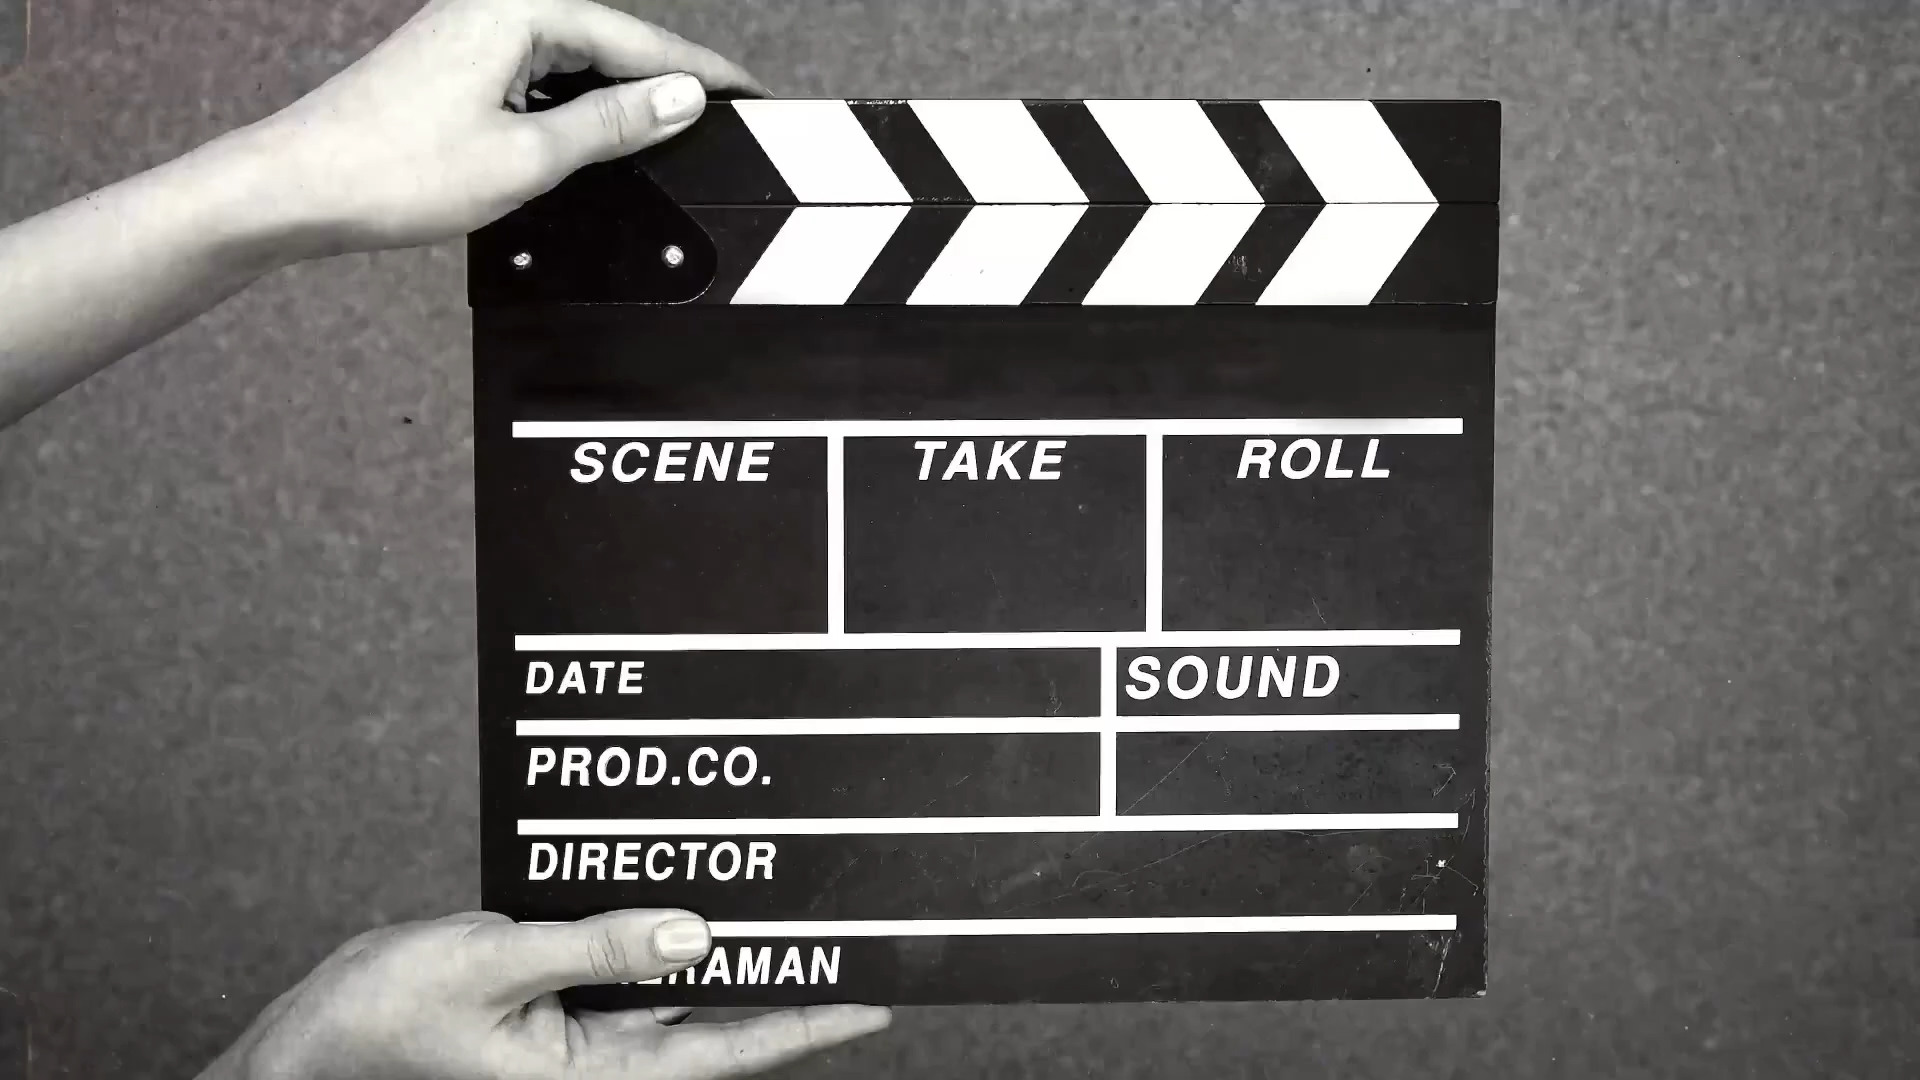 SCENE TAKE ROLL
DATE SOUND
PROD.CO.
DIRECTOR